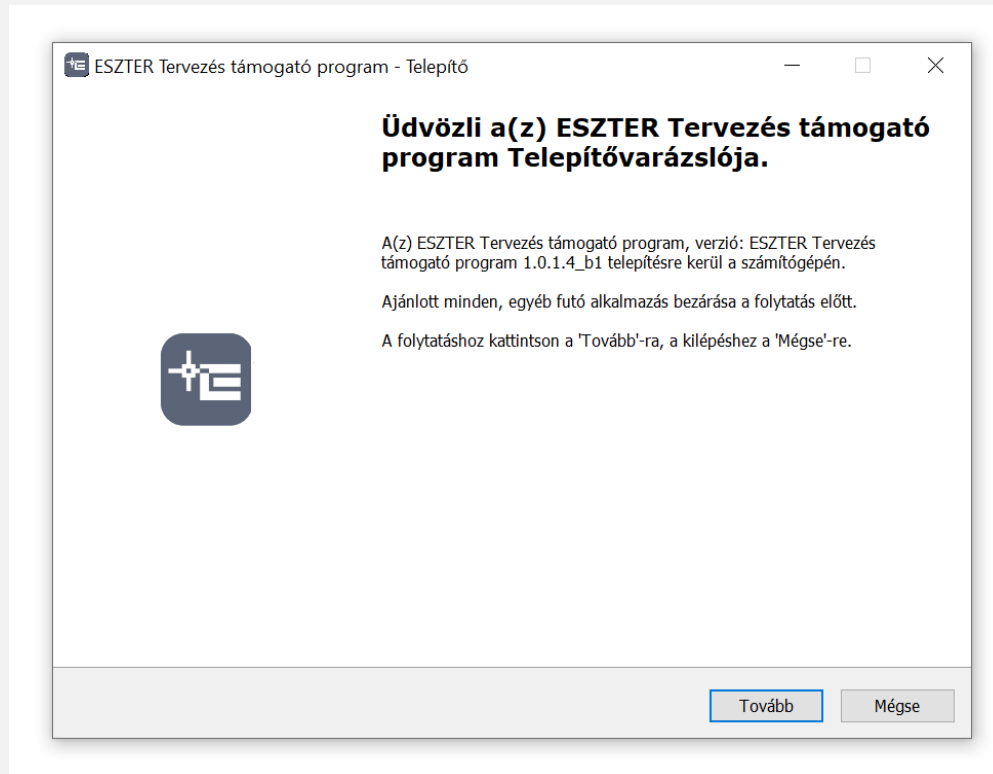 ESZTER Tervezés támogató program - Telepítő
Üdvözli a(z) ESZTER Tervezés támogató
program Telepítővarázslója.
A(z) ESZTER Tervezés támogató program, verzió: ESZTER Tervezés
támogató program 1.0.1.4_b1 telepítésre kerül a számítógépén.
Ajánlott minden, egyéb futó alkalmazás bezárása a folytatás előtt.
A folytatáshoz kattintson a 'Tovább'-ra, a kilépéshez a 'Mégse'-re.
Tovább
Mégse